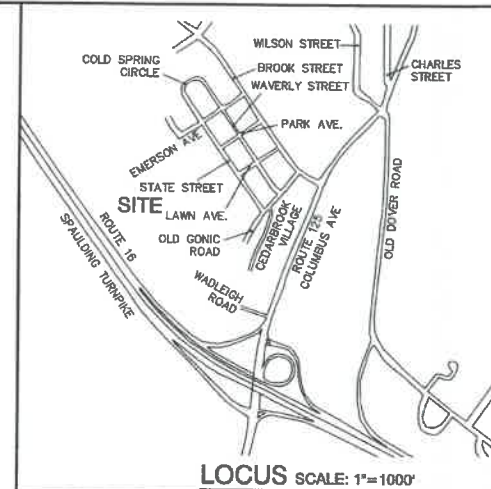 WILSON STREET
COLD SPRING
CIRCLE
BROOK STREET
WAVERLY STREET
CHARLES
STREET
PARK AVE.
EMERSON AVE
STATE STREET
SITE
LAWN AVE.
OLD GONIC
ROAD
CEDARBROOK
VILLAGE
ROUTE 125
COLUMBUS AVE
OLD DOVER ROAD
ROUTE 16
SPAULDING TURNPIKE
WADLEIGH
ROAD
LOCUS SCALE: 1"=1000'